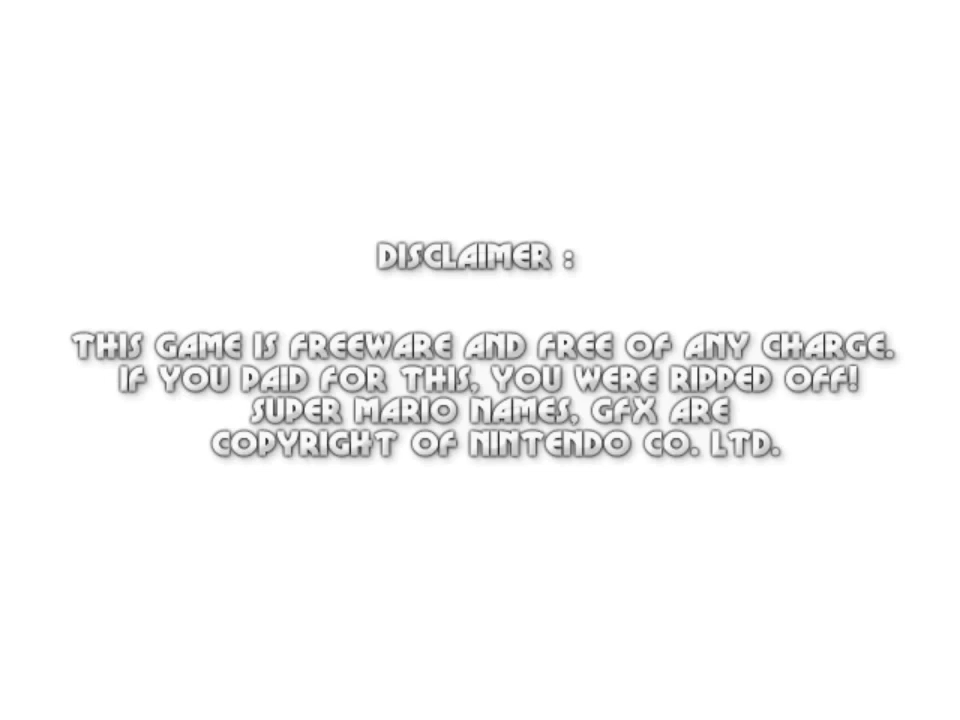 DISCLAIMER :
THIS GAME IS FREEWARE AND FREE OF ANY CHARGE.
IF YOU PAID FOR THIS, YOU WERE RIPPED OFF!
SUPER MARIO NAMES, GFX ARE
COPYRIGHT OF NINTENDO CO. LTD.